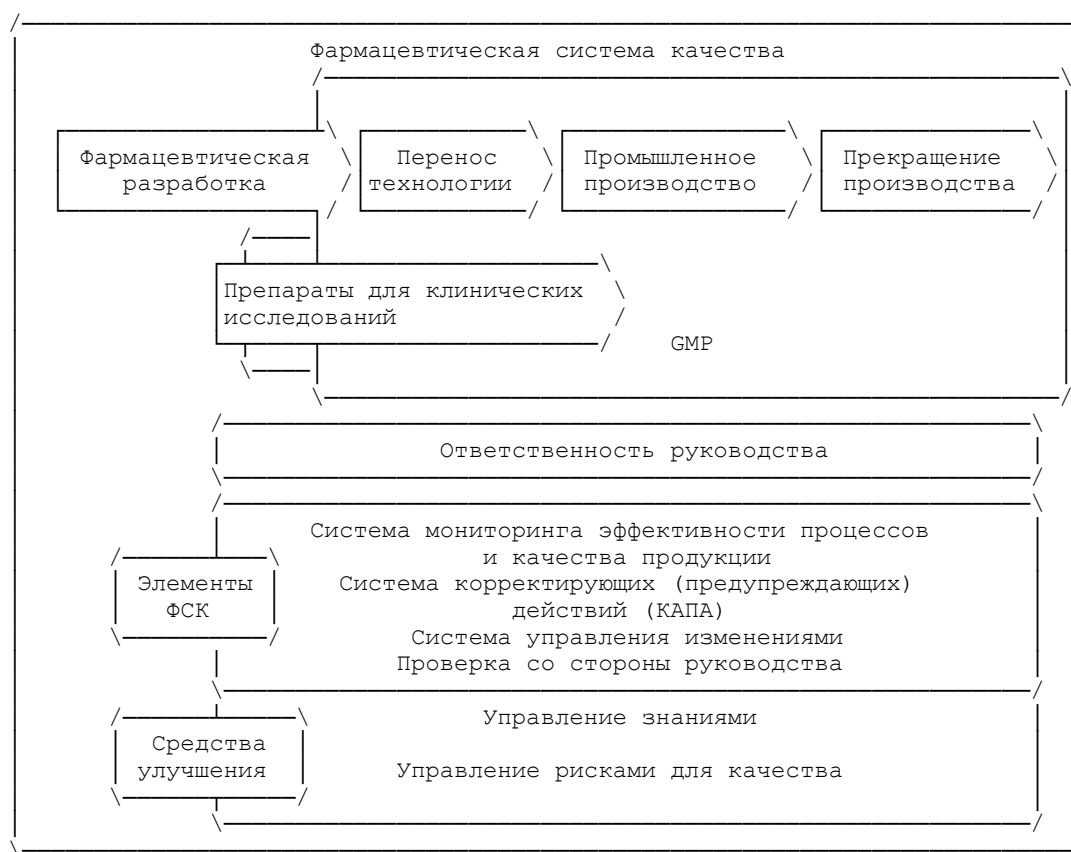 Фармацевтическая система качества
Фармацевтическая разработка
Перенос технологии
Промышленное производство
Прекращение производства
Препараты для клинических
исследований
GMP
Ответственность руководства
Система мониторинга эффективности процессов
и качества продукции
Элементы
ФСК
Система корректирующих (предупреждающих)
действий (КАПА)
Система управления изменениями
Проверка со стороны руководства
Управление знаниями
Средства
улучшения
Управление рисками для качества